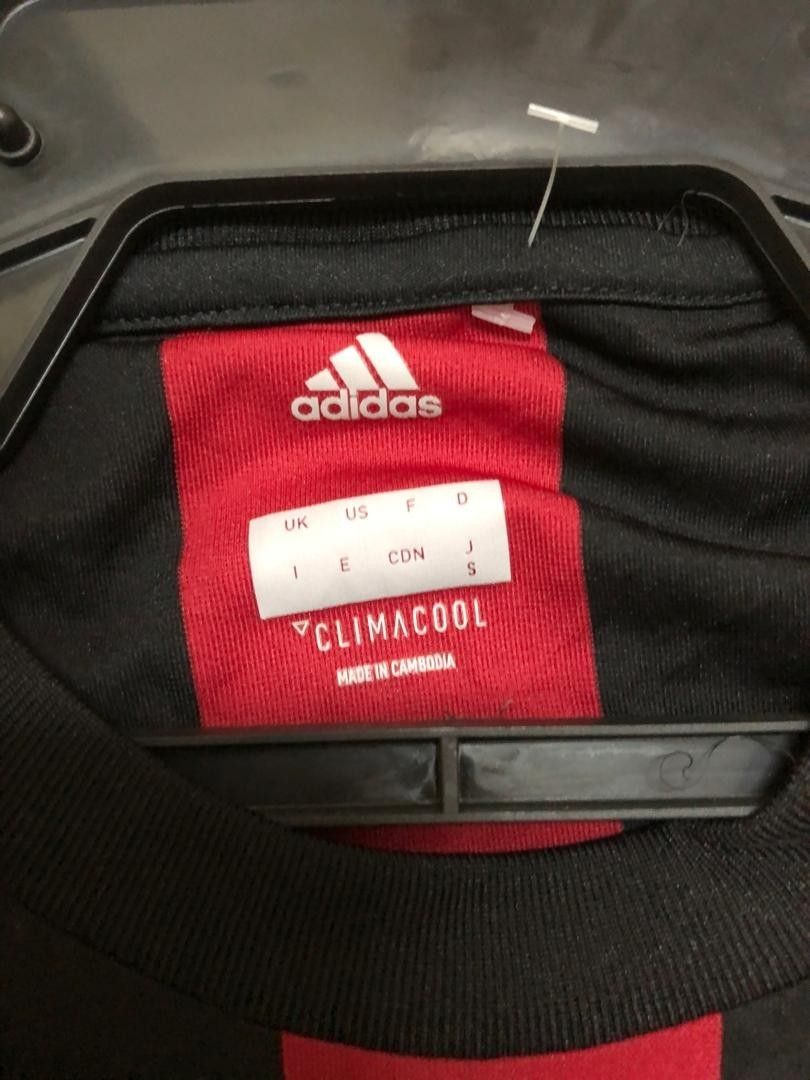 adidas
UK US F D
I E CDN J
S
CLIMACOOL
MADE IN CAMBODIA